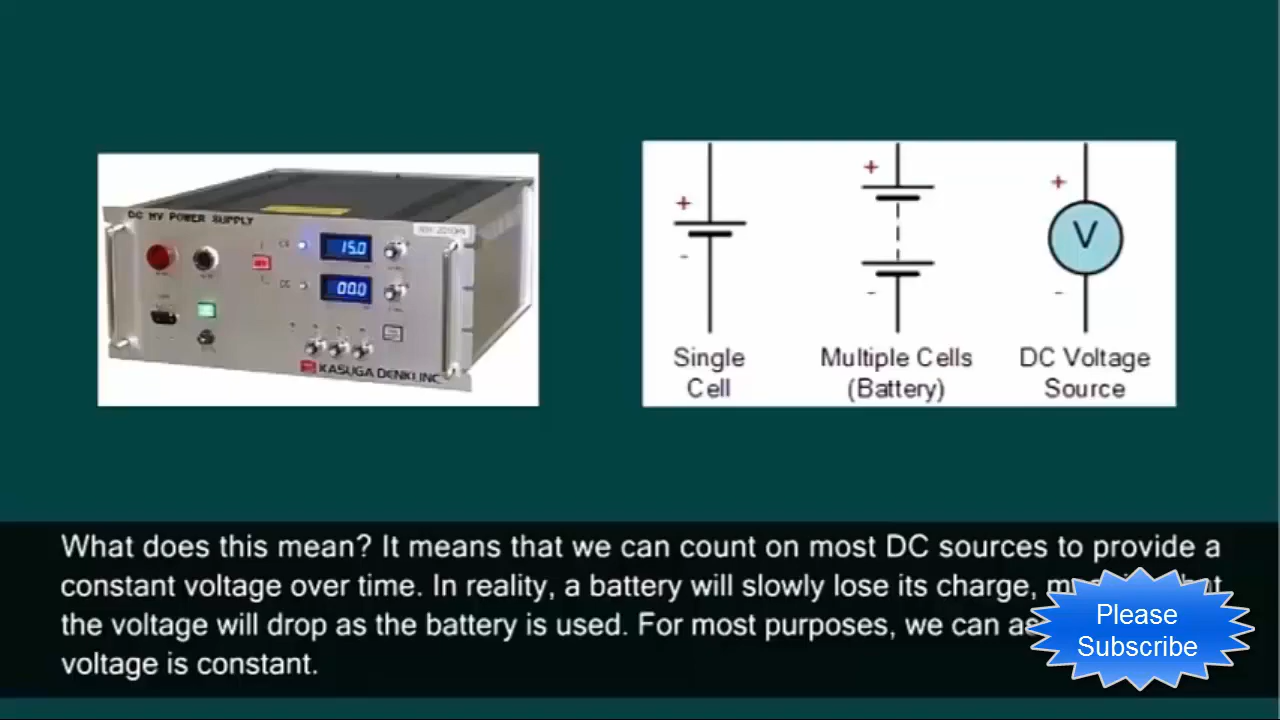 DC HV POWER SUPPLY
15.0
00.0
KASUGA DENKI, INC.
+
-
Single
Cell
+
-
Multiple Cells
(Battery)
+
V
-
DC Voltage
Source
What does this mean? It means that we can count on most DC sources to provide a
constant voltage over time. In reality, a battery will slowly lose its charge,
the voltage will drop as the battery is used. For most purposes, we can
voltage is constant.
Please
Subscribe